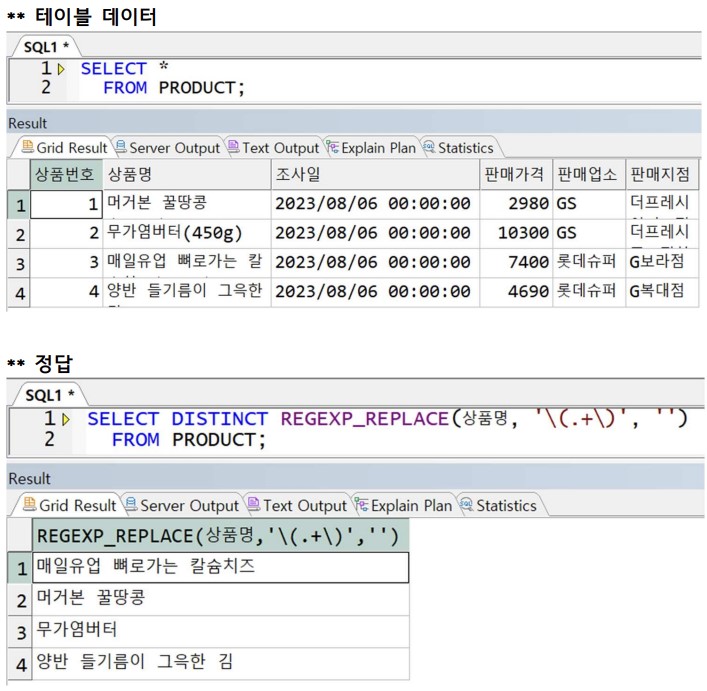 ** 테이블 데이터
SQL1 *
1 SELECT *
2 FROM PRODUCT;
Result
Grid Result Server Output Text Output Explain Plan Statistics
상품번호 상품명 조사일 판매가격 판매업소 판매지점
1 1 머거본 꿀땅콩 2023/08/06 00:00:00 2980 GS 더프레시
2 2 무가염버터(450g) 2023/08/06 00:00:00 10300 GS 더프레시
3 3 매일유업 뼈로가는 칼 2023/08/06 00:00:00 7400 롯데슈퍼 G보라점
4 4 양반 들기름이 그윽한 2023/08/06 00:00:00 4690 롯데슈퍼 G복대점
** 정답
SQL1 *
1 SELECT DISTINCT REGEXP_REPLACE(상품명, '\(.+\)', '')
2 FROM PRODUCT;
Result
Grid Result Server Output Text Output Explain Plan Statistics
REGEXP_REPLACE(상품명,'\(.+\)','')
1 매일유업 뼈로가는 칼슘치즈
2 머거본 꿀땅콩
3 무가염버터
4 양반 들기름이 그윽한 김